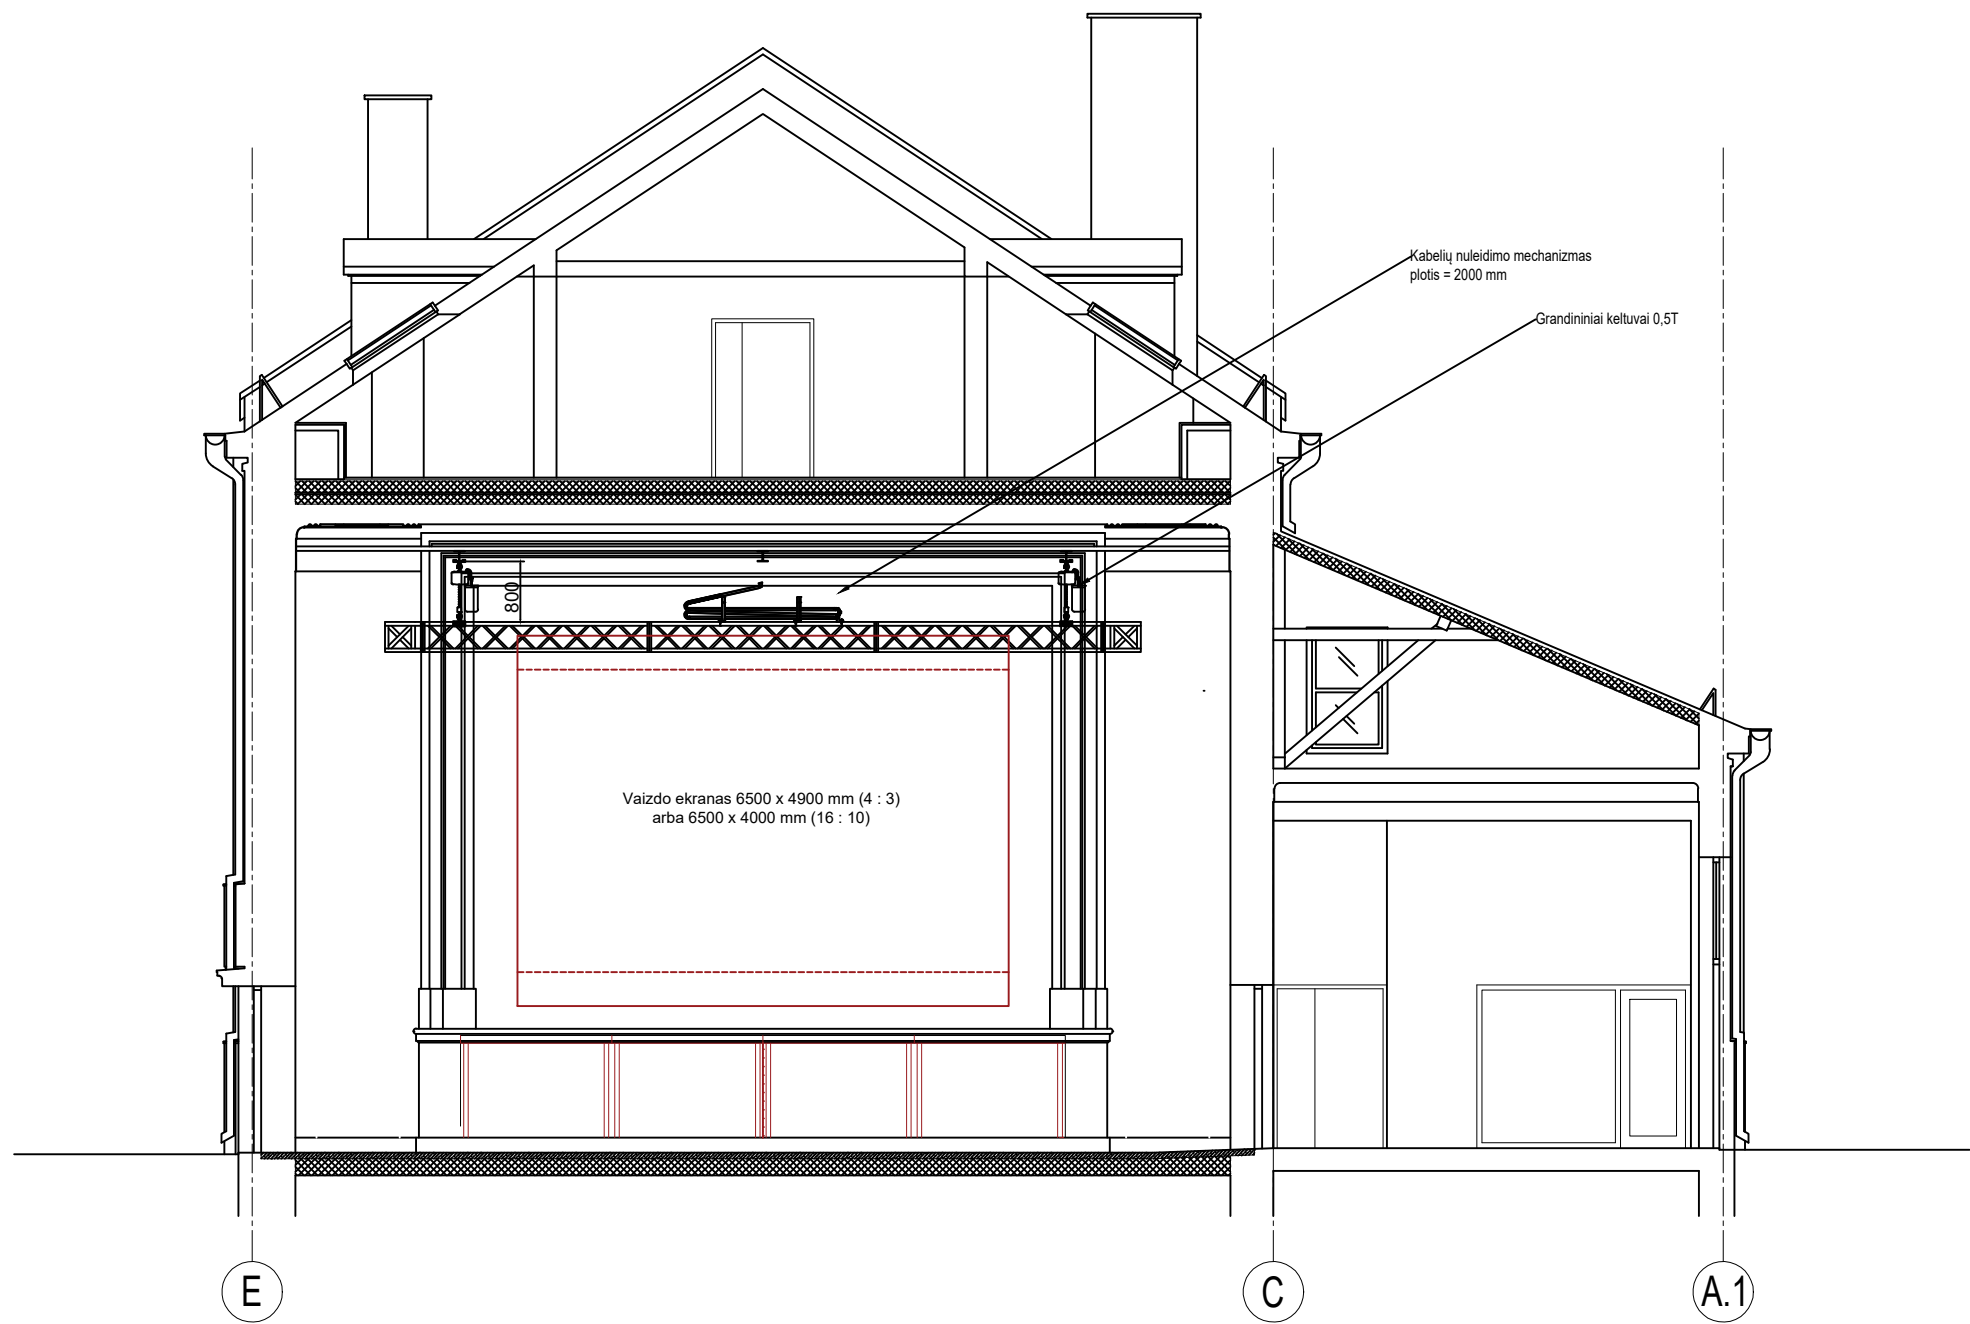 Kabelių nuleidimo mechanizmas
plotis = 2000 mm
Grandininiai keltuvai 0,5T
800
Vaizdo ekranas 6500 x 4900 mm (4 : 3)
arba 6500 x 4000 mm (16 : 10)
E
C
A.1